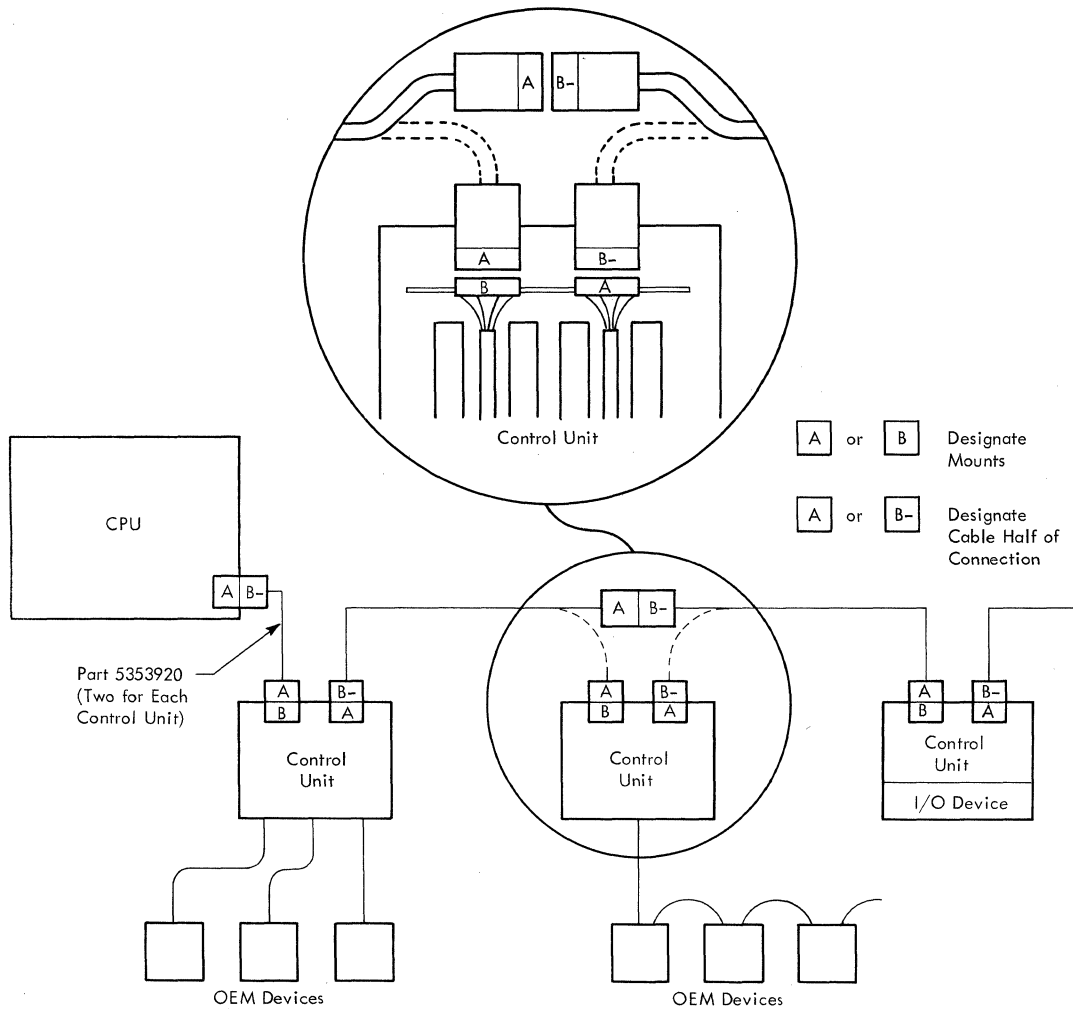 A B-
A B-
B A
Control Unit
A or B Designate
Mounts
A or B- Designate
Cable Half of
Connection
CPU
A B-
A B-
Part 5353920
(Two for Each
Control Unit)
A B-
B A
Control
Unit
A B-
B A
Control
Unit
A B-
B A
Control
Unit
I/O Device
OEM Devices
OEM Devices